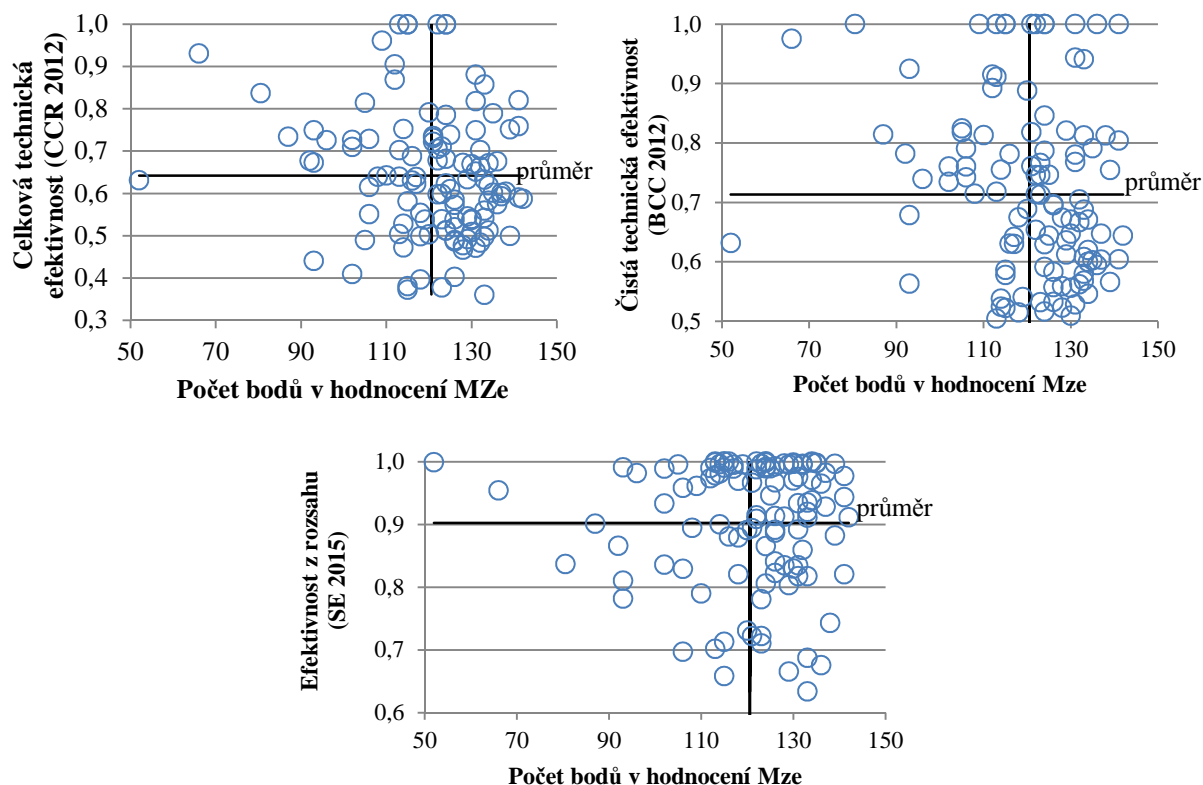 Celková technická
efektivnost (CCR 2012)
1,0
0,9
0,8
0,7
0,6
0,5
0,4
0,3
průměr
50 70 90 110 130 150
Počet bodů v hodnocení MZe
Čistá technická efektivnost
(BCC 2012)
1,0
0,9
0,8
0,7
0,6
0,5
průměr
50 70 90 110 130 150
Počet bodů v hodnocení Mze
Efektivnost z rozsahu
(SE 2015)
1,0
0,9
0,8
0,7
0,6
průměr
50 70 90 110 130 150
Počet bodů v hodnocení Mze